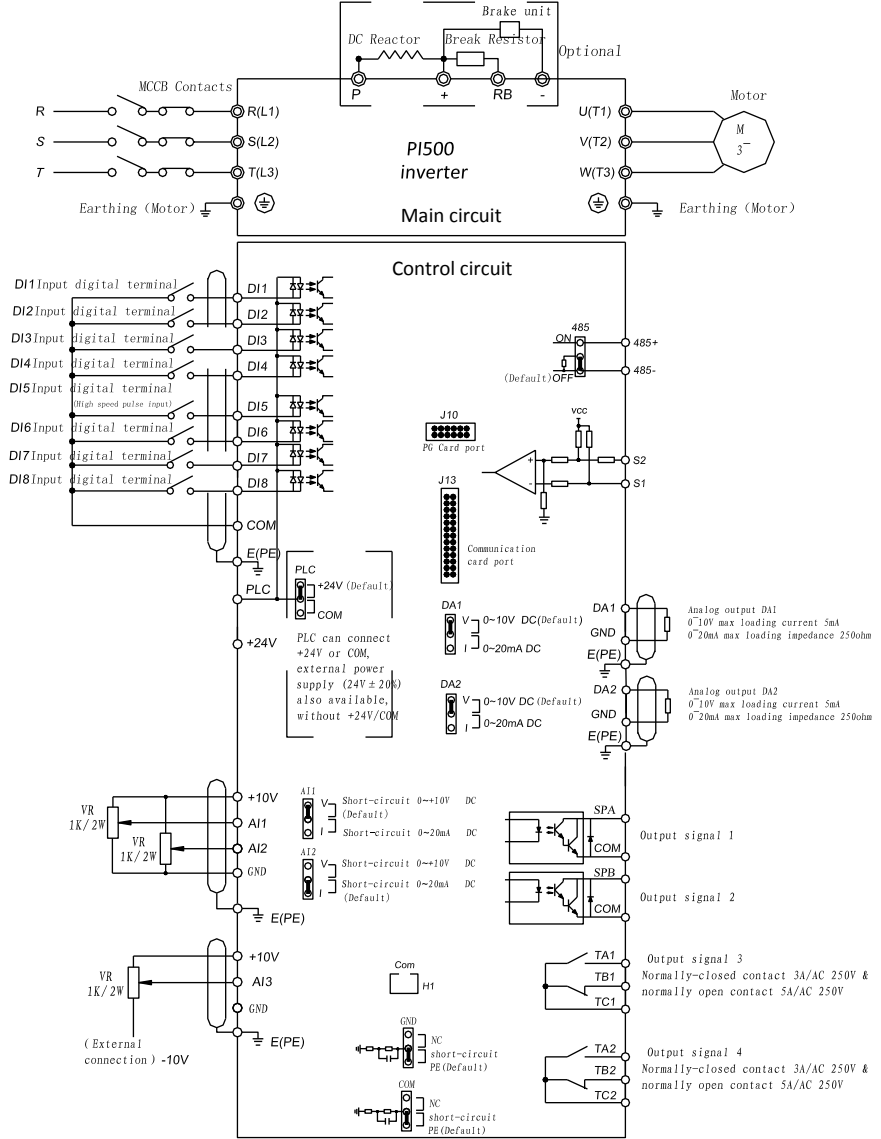 Brake unit
DC Reactor
Break Resistor
Optional
P
+
RB
-
MCCB Contacts
R
R(L1)
S
S(L2)
T
T(L3)
Earthing (Motor)
PI500
inverter
Main circuit
U(T1)
V(T2)
W(T3)
Motor
M
3~
Earthing (Motor)
Control circuit
DI1 Input digital terminal
DI1
DI2 Input digital terminal
DI2
DI3 Input digital terminal
DI3
DI4 Input digital terminal
DI4
DI5 Input digital terminal
(High speed pulse input)
DI5
DI6 Input digital terminal
DI6
DI7 Input digital terminal
DI7
DI8 Input digital terminal
DI8
COM
E(PE)
PLC
+24V
PLC
+24V (Default)
COM
PLC can connect
+24V or COM,
external power
supply (24V±20%)
also available,
without +24V/COM
485
ON
(Default) OFF
485+
485-
J10
PG Card port
J13
Communication
card port
vcc
+
-
S2
S1
DA1
V
0~10V DC(Default)
I
0~20mA DC
DA2
V
0~10V DC (Default)
I
0~20mA DC
DA1
GND
E(PE)
Analog output DA1
0~10V max loading current 5mA
0~20mA max loading impedance 250ohm
DA2
GND
E(PE)
Analog output DA2
0~10V max loading current 5mA
0~20mA max loading impedance 250ohm
VR
1K/2W
VR
1K/2W
+10V
AI1
AI2
GND
E(PE)
AI1
V
Short-circuit 0~+10V DC
(Default)
I
Short-circuit 0~20mA DC
AI2
V
Short-circuit 0~+10V DC
I
Short-circuit 0~20mA DC
(Default)
SPA
COM
Output signal 1
SPB
COM
Output signal 2
VR
1K/2W
+10V
AI3
GND
E(PE)
(External
connection) -10V
Com
H1
GND
NC
short-circuit
PE(Default)
COM
NC
short-circuit
PE(Default)
TA1
TB1
TC1
Output signal 3
Normally-closed contact 3A/AC 250V &
normally open contact 5A/AC 250V
TA2
TB2
TC2
Output signal 4
Normally-closed contact 3A/AC 250V &
normally open contact 5A/AC 250V